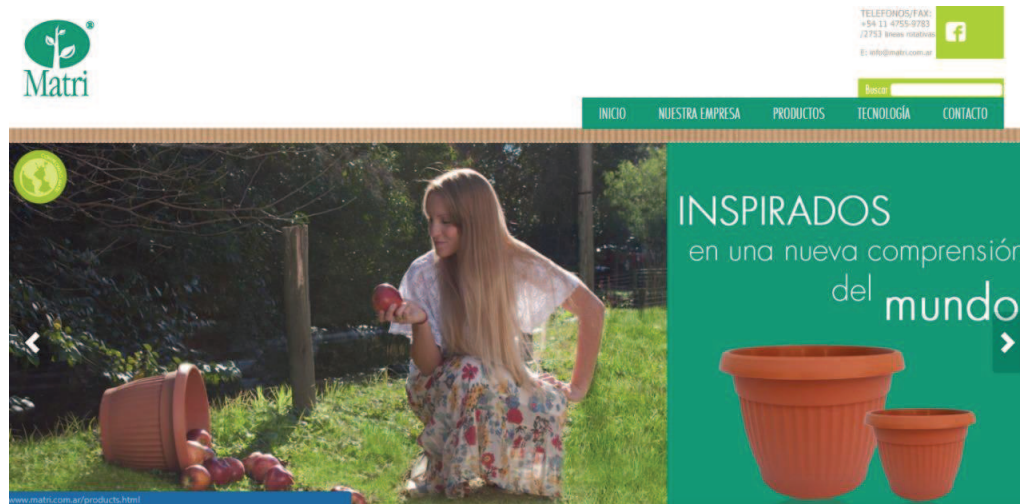 Matri®
TELEFONOS/FAX:
+54 11 4755-9783
/2753 lineas rotativas
E: info@matri.com.ar
Buscar
INICIO NUESTRA EMPRESA PRODUCTOS TECNOLOGÍA CONTACTO
INSPIRADOS
en una nueva comprensión
del mundo
www.matri.com.ar/products.html